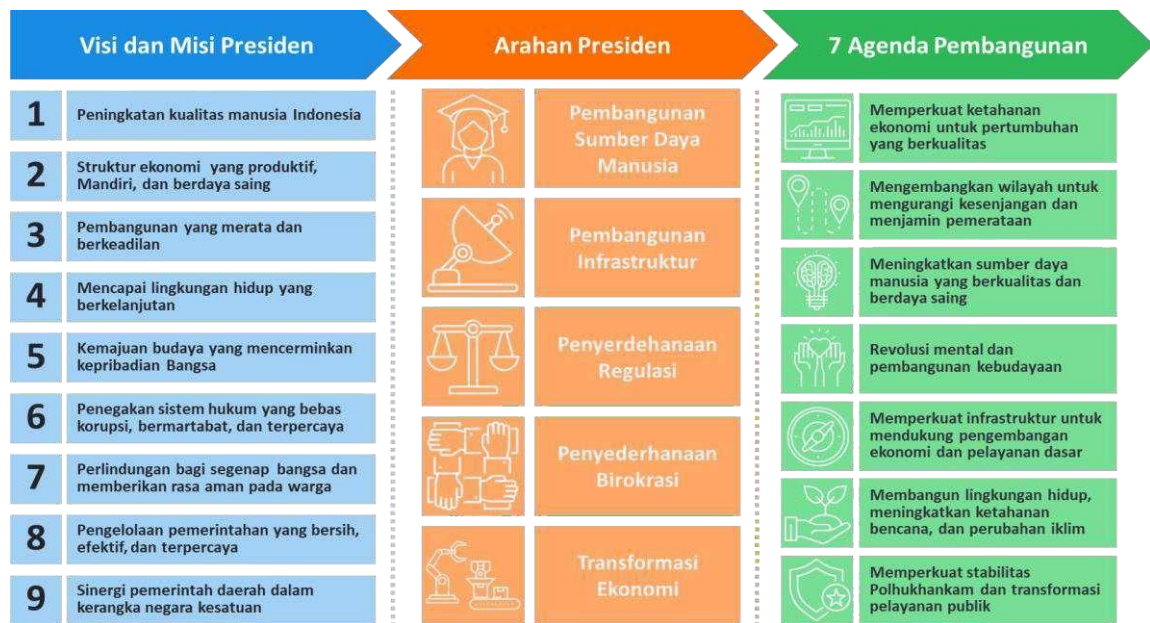 Visi dan Misi Presiden
1
Peningkatan kualitas manusia Indonesia
2
Struktur ekonomi yang produktif,
Mandiri, dan berdaya saing
3
Pembangunan yang merata dan
berkeadilan
4
Mencapai lingkungan hidup yang
berkelanjutan
5
Kemajuan budaya yang mencerminkan
kepribadian Bangsa
6
Penegakan sistem hukum yang bebas
korupsi, bermartabat, dan terpercaya
7
Perlindungan bagi segenap bangsa dan
memberikan rasa aman pada warga
8
Pengelolaan pemerintahan yang bersih,
efektif, dan terpercaya
9
Sinergi pemerintah daerah dalam
kerangka negara kesatuan
Arahan Presiden
Pembangunan
Sumber Daya
Manusia
Pembangunan
Infrastruktur
Penyerdehanaan
Regulasi
Penyederhanaan
Birokrasi
Transformasi
Ekonomi
7 Agenda Pembangunan
Memperkuat ketahanan
ekonomi untuk pertumbuhan
yang berkualitas
Mengembangkan wilayah untuk
mengurangi kesenjangan dan
menjamin pemerataan
Meningkatkan sumber daya
manusia yang berkualitas dan
berdaya saing
Revolusi mental dan
pembangunan kebudayaan
Memperkuat infrastruktur untuk
mendukung pengembangan
ekonomi dan pelayanan dasar
Membangun lingkungan hidup,
meningkatkan ketahanan
bencana, dan perubahan iklim
Memperkuat stabilitas
Polhukhankam dan transformasi
pelayanan publik